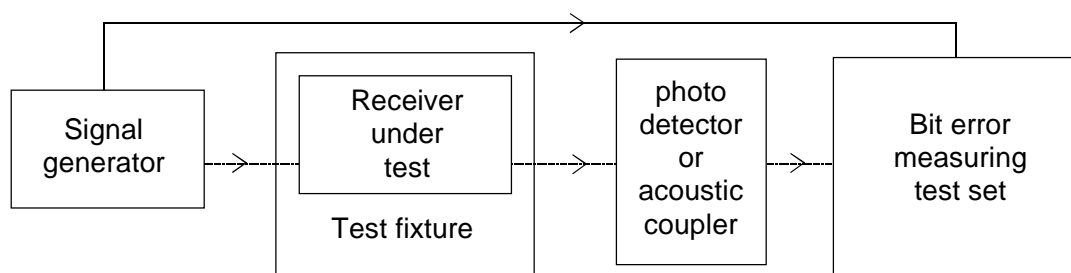 Signal
generator
Receiver
under
test
Test fixture
photo
detector
or
acoustic
coupler
Bit error
measuring
test set